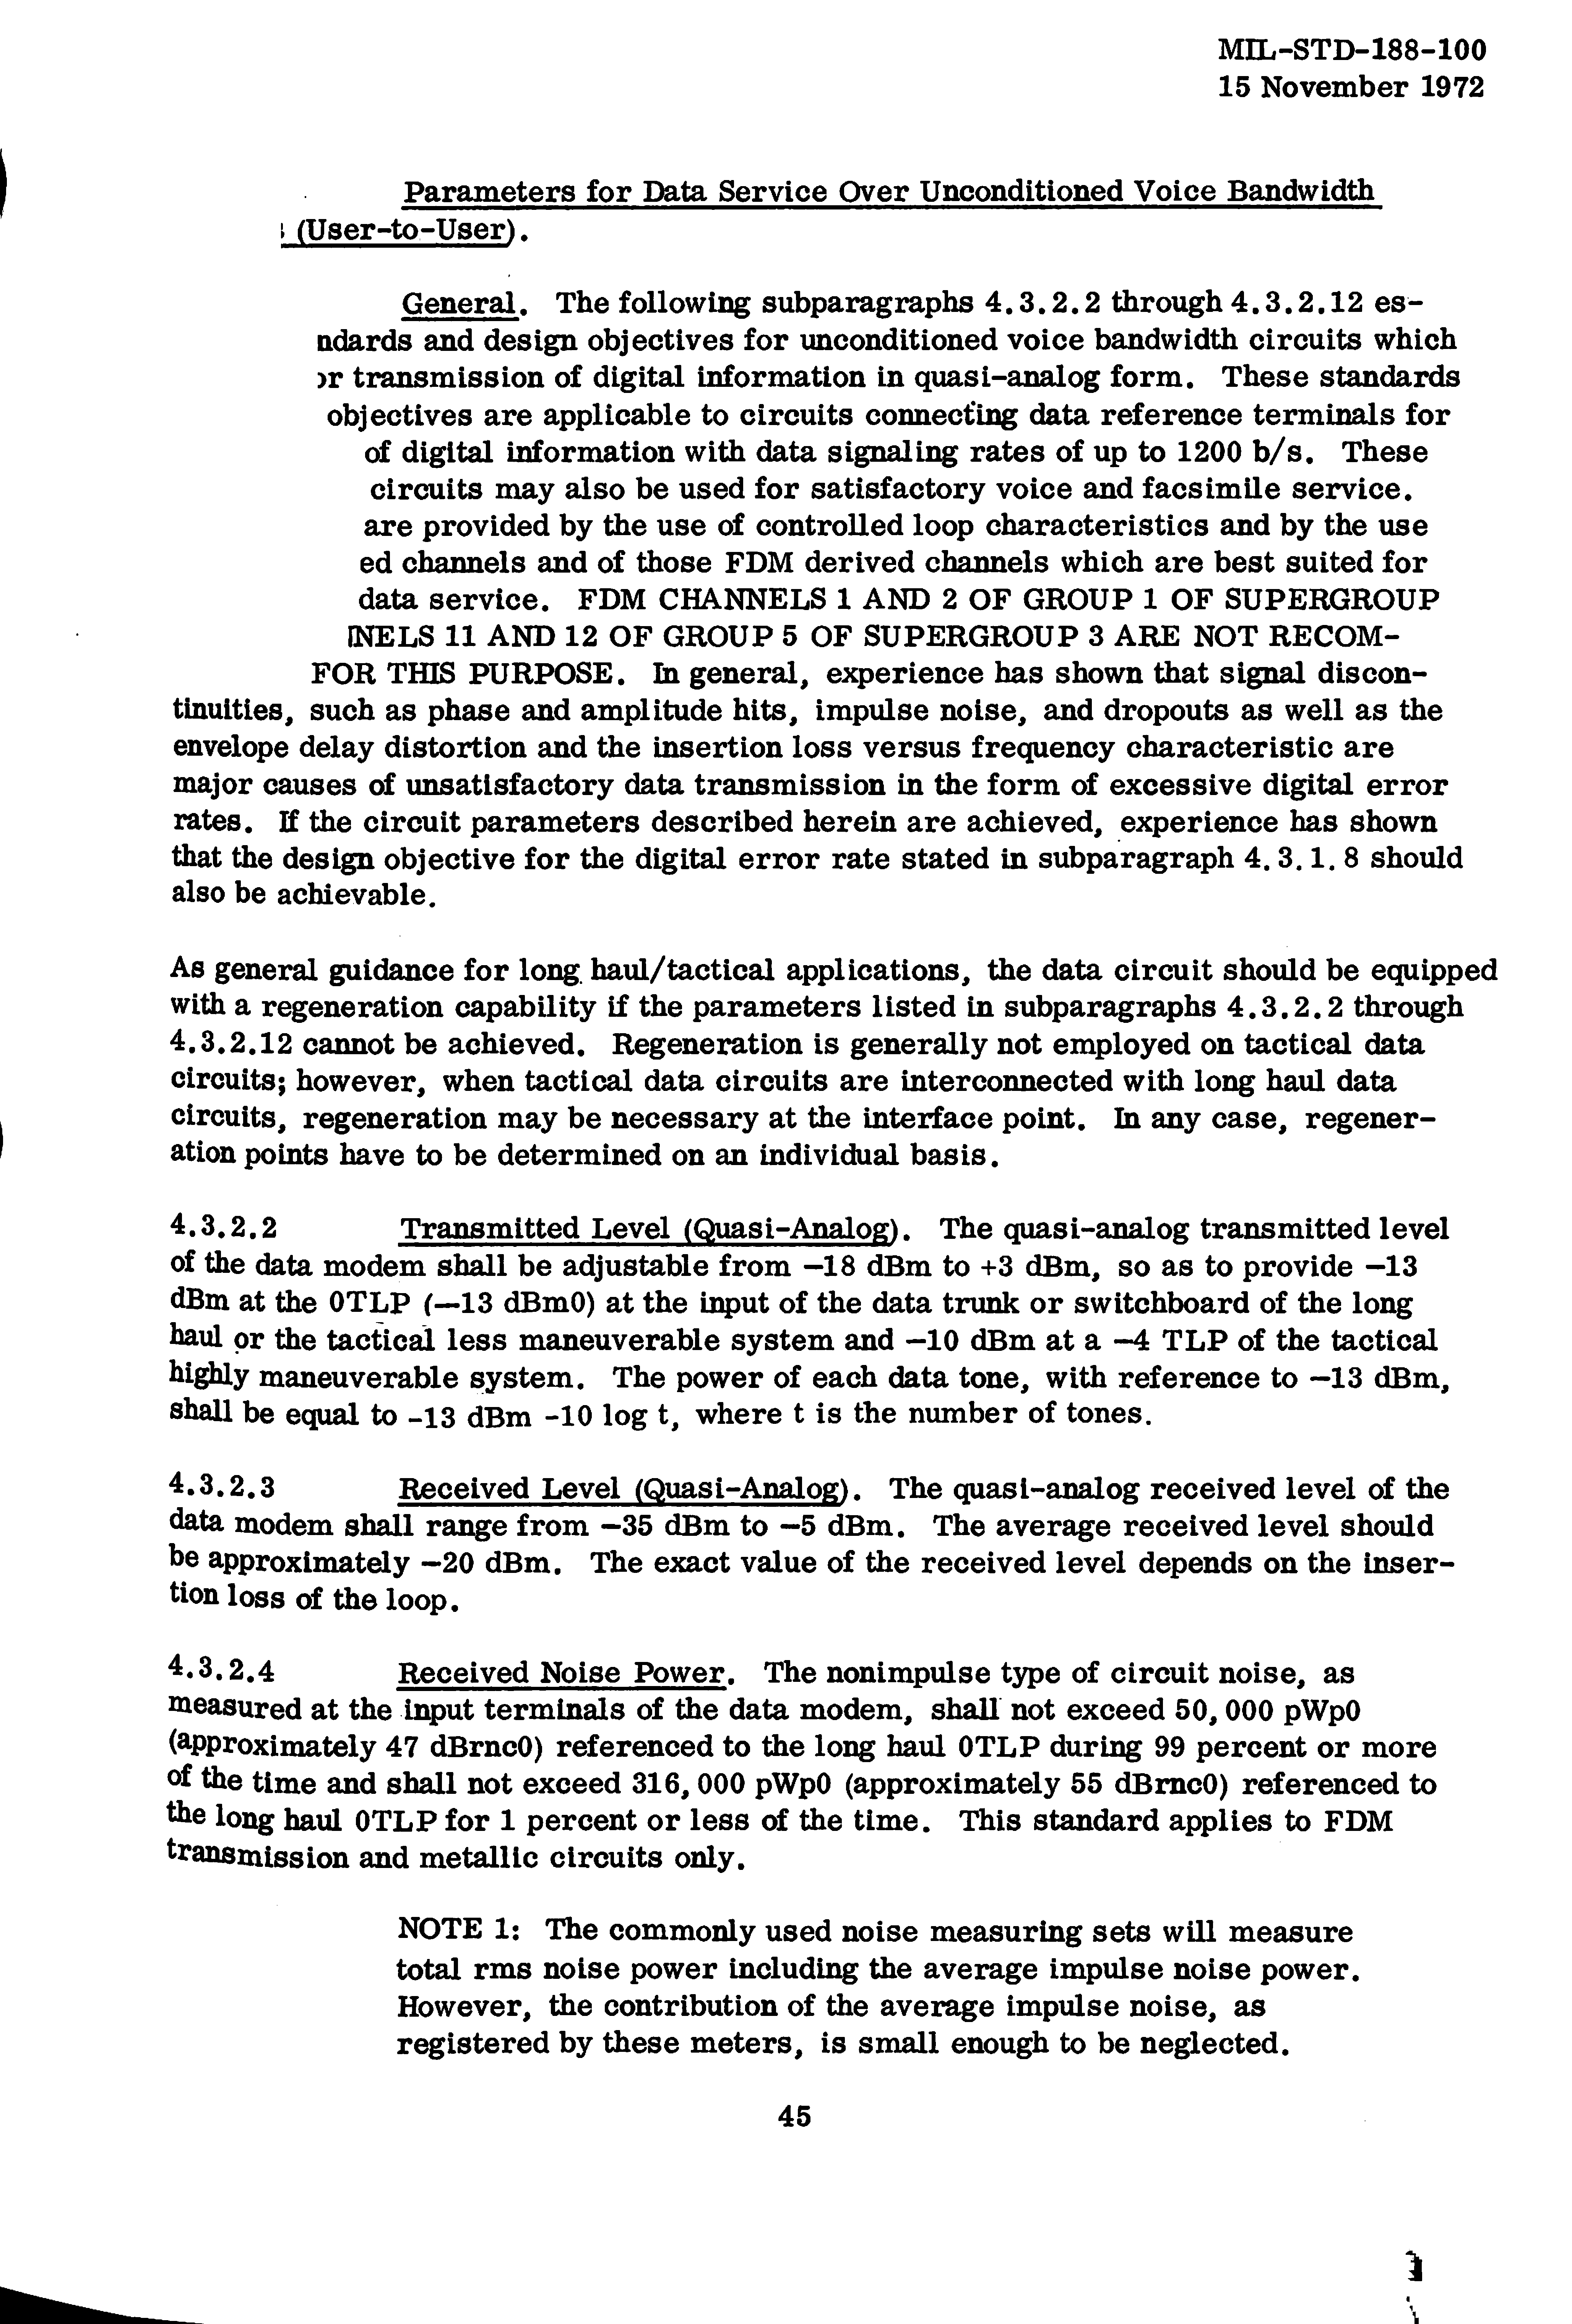 MIL-STD-188-100
15 November 1972
Parameters for Data Service Over Unconditioned Voice Bandwidth
(User-to-User).
General. The following subparagraphs 4.3.2.2 through 4.3.2.12 es-
ndards and design objectives for unconditioned voice bandwidth circuits which
or transmission of digital information in quasi-analog form. These standards
objectives are applicable to circuits connecting data reference terminals for
of digital information with data signaling rates of up to 1200 b/s. These
circuits may also be used for satisfactory voice and facsimile service.
are provided by the use of controlled loop characteristics and by the use
ed channels and of those FDM derived channels which are best suited for
data service. FDM CHANNELS 1 AND 2 OF GROUP 1 OF SUPERGROUP
NELS 11 AND 12 OF GROUP 5 OF SUPERGROUP 3 ARE NOT RECOM-
FOR THIS PURPOSE. In general, experience has shown that signal discon-
tinuities, such as phase and amplitude hits, impulse noise, and dropouts as well as the
envelope delay distortion and the insertion loss versus frequency characteristic are
major causes of unsatisfactory data transmission in the form of excessive digital error
rates. If the circuit parameters described herein are achieved, experience has shown
that the design objective for the digital error rate stated in subparagraph 4.3.1.8 should
also be achievable.
As general guidance for long haul/tactical applications, the data circuit should be equipped
with a regeneration capability if the parameters listed in subparagraphs 4.3.2.2 through
4.3.2.12 cannot be achieved. Regeneration is generally not employed on tactical data
circuits; however, when tactical data circuits are interconnected with long haul data
circuits, regeneration may be necessary at the interface point. In any case, regener-
ation points have to be determined on an individual basis.
4.3.2.2 Transmitted Level (Quasi-Analog). The quasi-analog transmitted level
of the data modem shall be adjustable from —18 dBm to +3 dBm, so as to provide —13
dBm at the 0TLP (—13 dBm0) at the input of the data trunk or switchboard of the long
haul or the tactical less maneuverable system and —10 dBm at a —4 TLP of the tactical
highly maneuverable system. The power of each data tone, with reference to —13 dBm,
shall be equal to -13 dBm -10 log t, where t is the number of tones.
4.3.2.3 Received Level (Quasi-Analog). The quasi-analog received level of the
data modem shall range from —35 dBm to —5 dBm. The average received level should
be approximately —20 dBm. The exact value of the received level depends on the inser-
tion loss of the loop.
4.3.2.4 Received Noise Power. The nonimpulse type of circuit noise, as
measured at the input terminals of the data modem, shall not exceed 50,000 pWp0
(approximately 47 dBrnc0) referenced to the long haul 0TLP during 99 percent or more
of the time and shall not exceed 316,000 pWp0 (approximately 55 dBrnc0) referenced to
the long haul 0TLP for 1 percent or less of the time. This standard applies to FDM
transmission and metallic circuits only.
NOTE 1: The commonly used noise measuring sets will measure
total rms noise power including the average impulse noise power.
However, the contribution of the average impulse noise, as
registered by these meters, is small enough to be neglected.
45